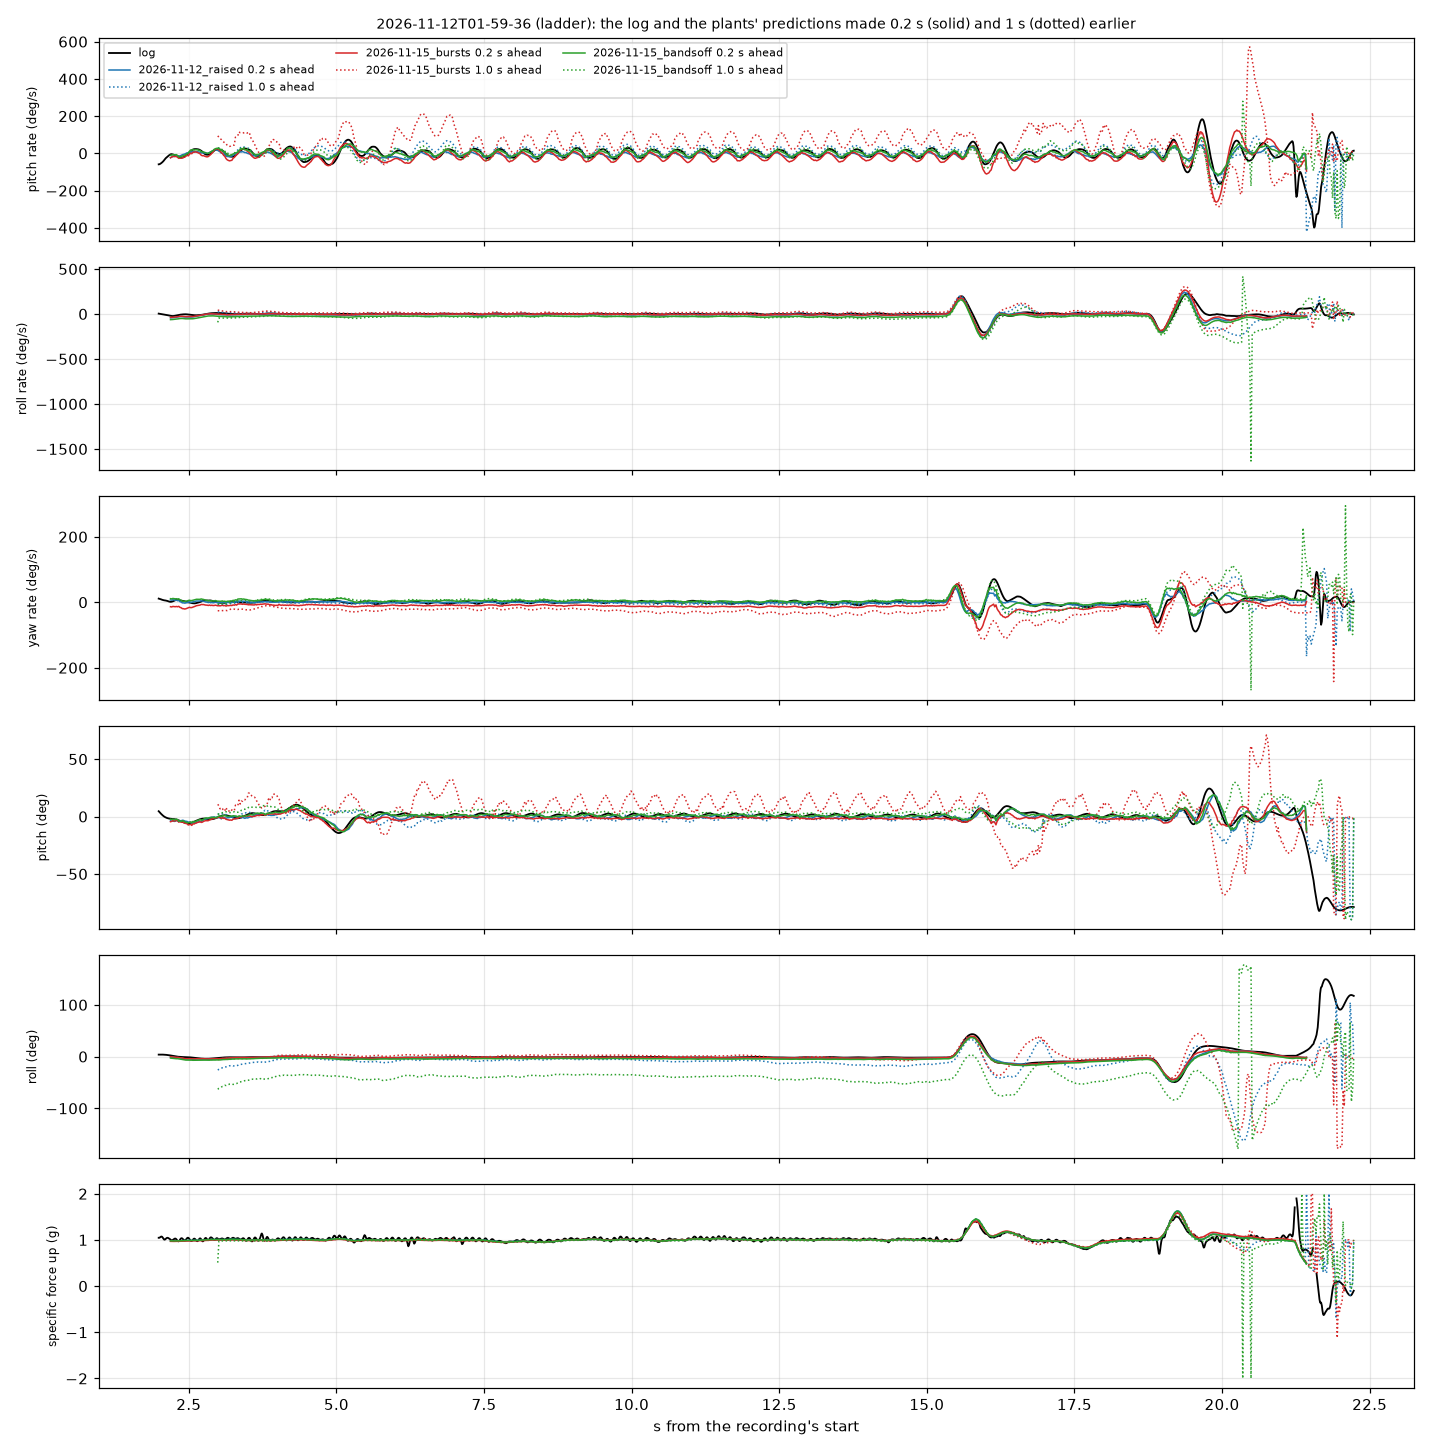 2026-11-12T01-59-36 (ladder): the log and the plants' predictions made 0.2 s (solid) and 1 s (dotted) earlier
log
2026-11-12_raised 0.2 s ahead
2026-11-12_raised 1.0 s ahead
2026-11-15_bursts 0.2 s ahead
2026-11-15_bursts 1.0 s ahead
2026-11-15_bandsoff 0.2 s ahead
2026-11-15_bandsoff 1.0 s ahead
pitch rate (deg/s)
600
400
200
0
−200
−400
roll rate (deg/s)
500
0
−500
−1000
−1500
yaw rate (deg/s)
200
0
−200
pitch (deg)
50
0
−50
roll (deg)
100
0
−100
specific force up (g)
2
1
0
−1
−2
2.5 5.0 7.5 10.0 12.5 15.0 17.5 20.0 22.5
s from the recording's start